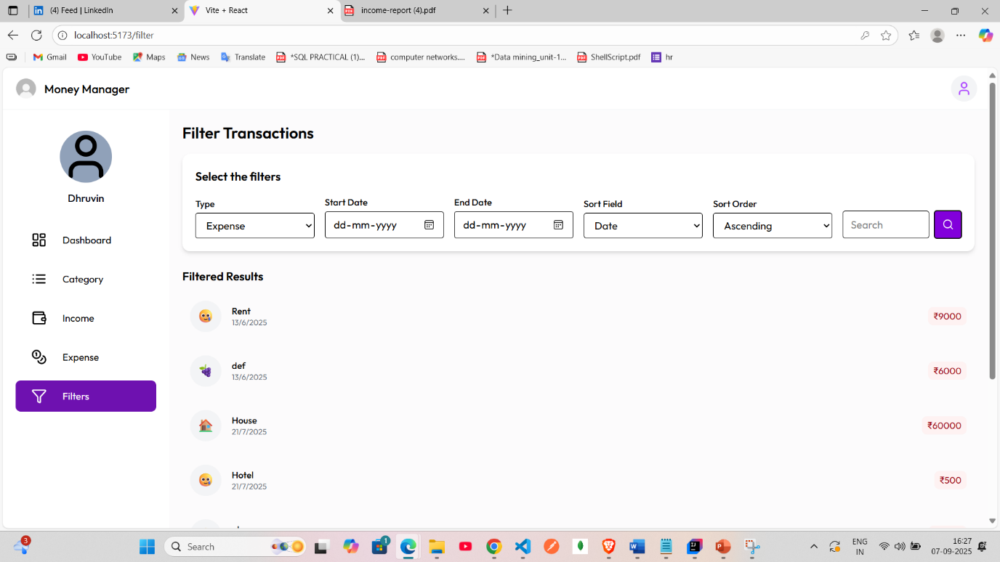 (4) Feed | LinkedIn
Vite + React
income-report (4).pdf
localhost:5173/filter
Gmail
YouTube
Maps
News
Translate
*SQL PRACTICAL (1)...
computer networks....
*Data mining_unit-1...
ShellScript.pdf
hr
Money Manager
Dhruvin
Dashboard
Category
Income
Expense
Filters
Filter Transactions
Select the filters
Type
Start Date
End Date
Sort Field
Sort Order
Expense
dd-mm-yyyy
dd-mm-yyyy
Date
Ascending
Search
Filtered Results
Rent
13/6/2025
₹9000
def
13/6/2025
₹6000
House
21/7/2025
₹60000
Hotel
21/7/2025
₹500
3
Search
1
ENG
IN
16:27
07-09-2025